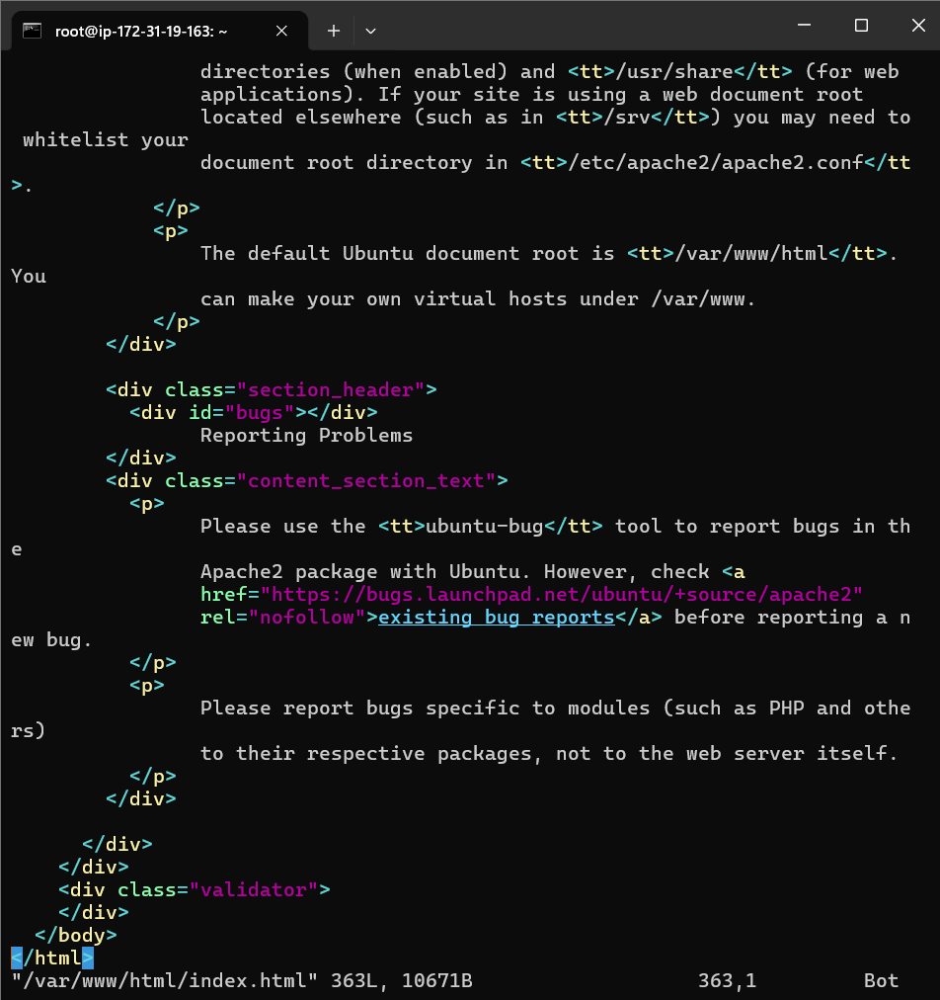 root@ip-172-31-19-163: ~
directories (when enabled) and <tt>/usr/share</tt> (for web
applications). If your site is using a web document root
located elsewhere (such as in <tt>/srv</tt>) you may need to
 whitelist your
document root directory in <tt>/etc/apache2/apache2.conf</tt
>.
</p>
<p>
The default Ubuntu document root is <tt>/var/www/html</tt>.
You
can make your own virtual hosts under /var/www.
</p>
</div>
<div class="section_header">
<div id="bugs"></div>
Reporting Problems
</div>
<div class="content_section_text">
<p>
Please use the <tt>ubuntu-bug</tt> tool to report bugs in th
e
Apache2 package with Ubuntu. However, check <a
href="https://bugs.launchpad.net/ubuntu/+source/apache2"
rel="nofollow">existing bug reports</a> before reporting a n
ew bug.
</p>
<p>
Please report bugs specific to modules (such as PHP and othe
rs)
to their respective packages, not to the web server itself.
</p>
</div>
</div>
</div>
<div class="validator">
</div>
</body>
</html>
"/var/www/html/index.html" 363L, 10671B 363,1 Bot